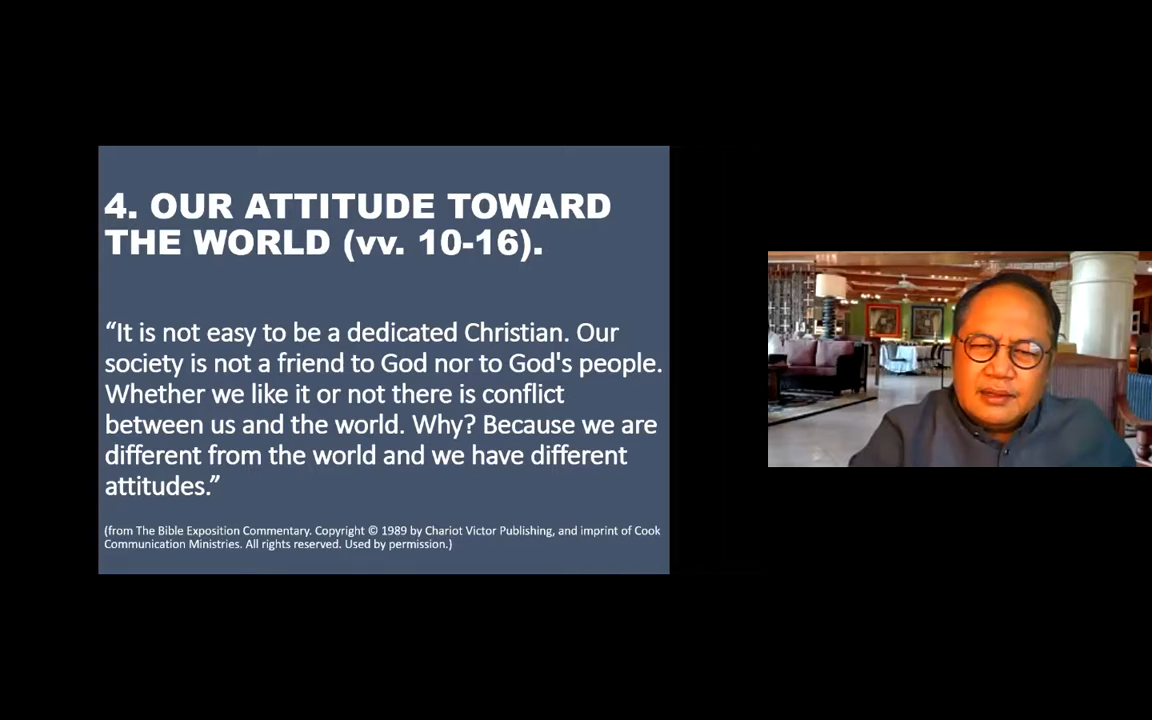 4. OUR ATTITUDE TOWARD
THE WORLD (vv. 10-16).
“It is not easy to be a dedicated Christian. Our
society is not a friend to God nor to God's people.
Whether we like it or not there is conflict
between us and the world. Why? Because we are
different from the world and we have different
attitudes.”
(from The Bible Exposition Commentary. Copyright © 1989 by Chariot Victor Publishing, and imprint of Cook
Communication Ministries. All rights reserved. Used by permission.)